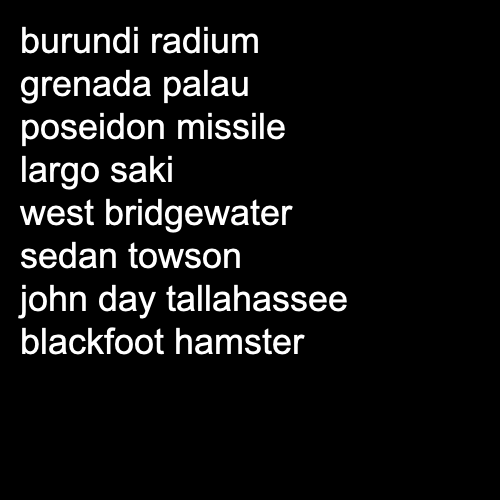 burundi radium
grenada palau
poseidon missile
largo saki
west bridgewater
sedan towson
john day tallahassee
blackfoot hamster